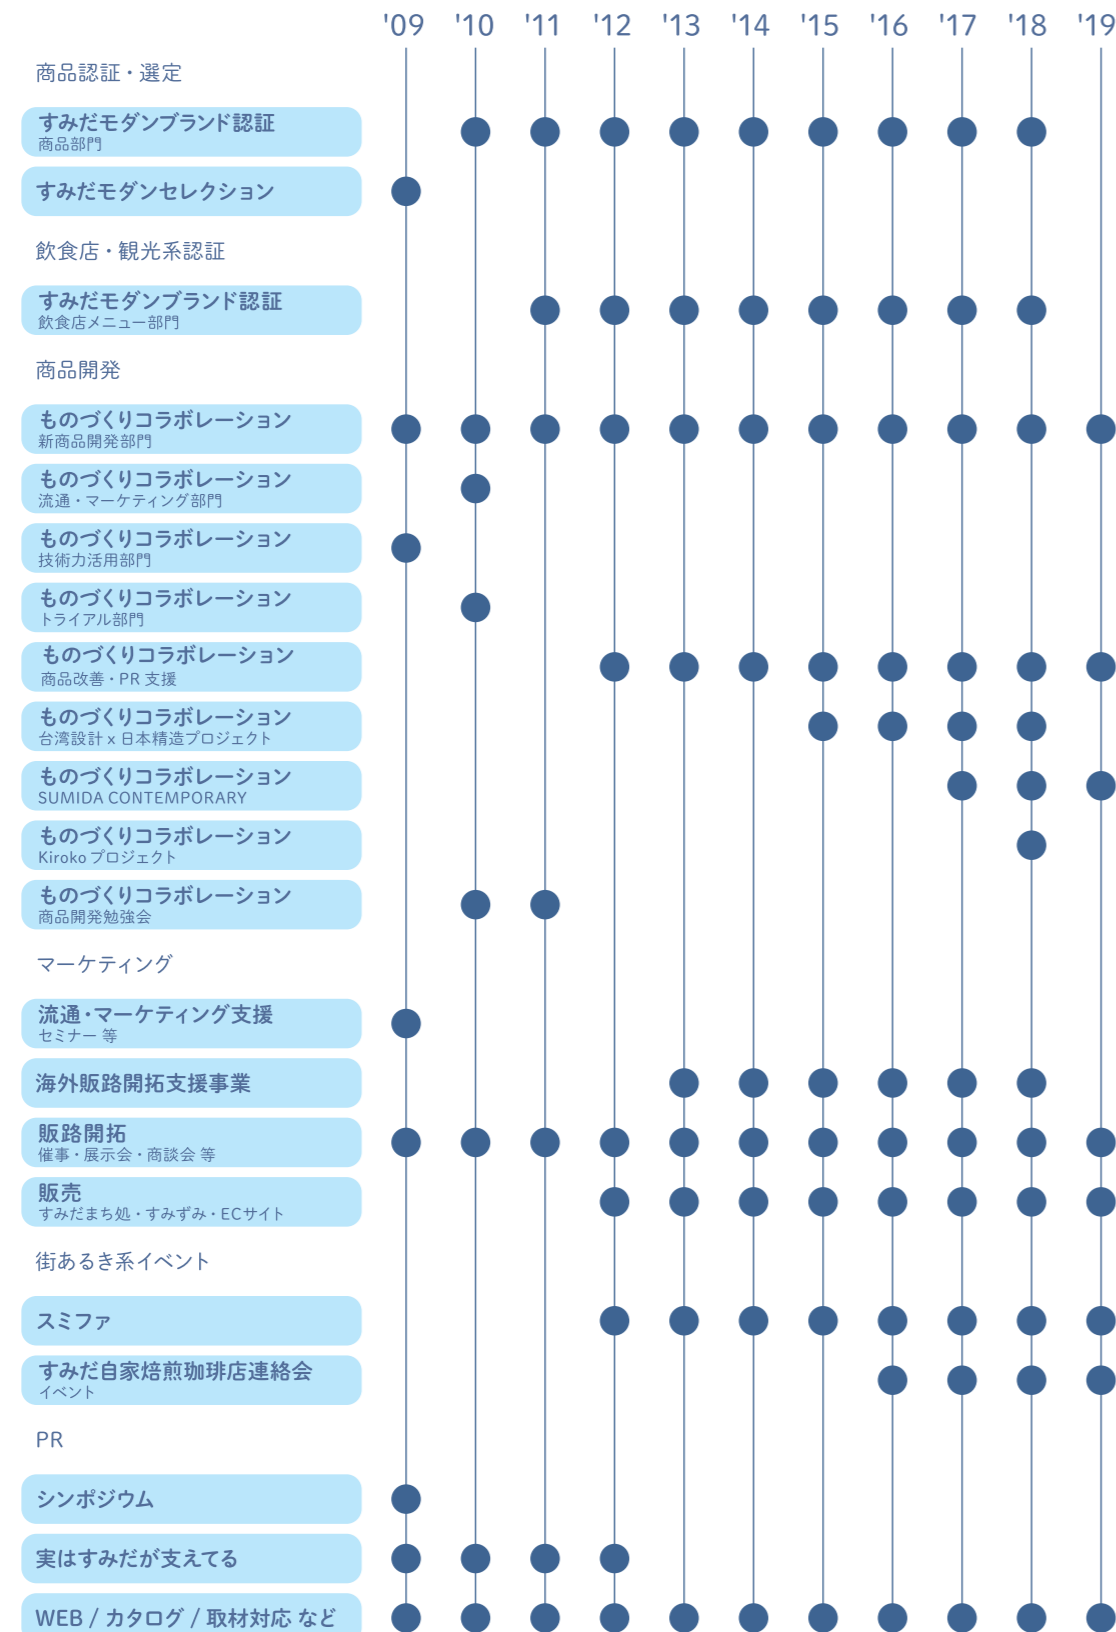 '09 '10 '11 '12 '13 '14 '15 '16 '17 '18 '19
商品認証・選定
すみだモダンブランド認証
商品部門
すみだモダンセレクション
飲食店・観光系認証
すみだモダンブランド認証
飲食店メニュー部門
商品開発
ものづくりコラボレーション
新商品開発部門
ものづくりコラボレーション
流通・マーケティング部門
ものづくりコラボレーション
技術力活用部門
ものづくりコラボレーション
トライアル部門
ものづくりコラボレーション
商品改善・PR 支援
ものづくりコラボレーション
台湾設計 x 日本精造プロジェクト
ものづくりコラボレーション
SUMIDA CONTEMPORARY
ものづくりコラボレーション
Kiroko プロジェクト
ものづくりコラボレーション
商品開発勉強会
マーケティング
流通・マーケティング支援
セミナー 等
海外販路開拓支援事業
販路開拓
催事・展示会・商談会 等
販売
すみだまち処・すみずみ・ECサイト
街あるき系イベント
スミファ
すみだ自家焙煎珈琲店連絡会
イベント
PR
シンポジウム
実はすみだが支えてる
WEB / カタログ / 取材対応 など